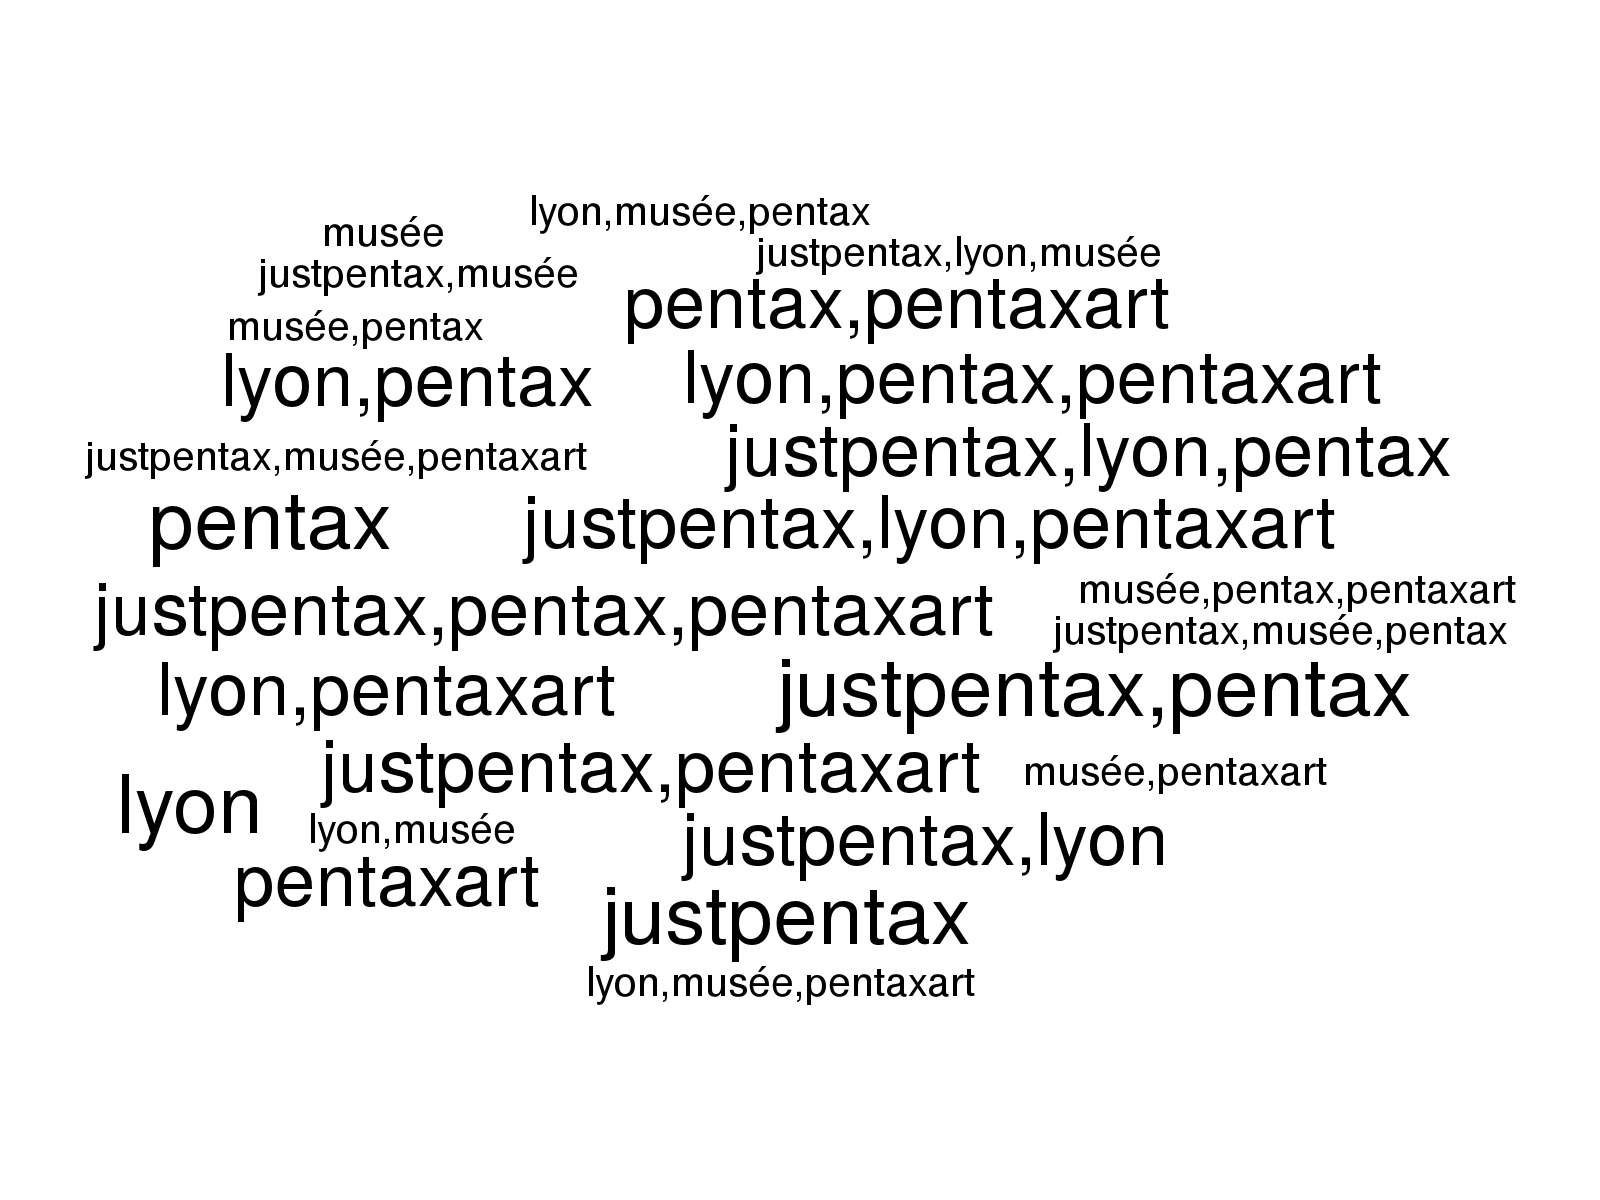 lyon,musée,pentax
musée
justpentax,lyon,musée
justpentax,musée
pentax,pentaxart
musée,pentax
lyon,pentax
lyon,pentax,pentaxart
justpentax,lyon,pentax
justpentax,musée,pentaxart
pentax
justpentax,lyon,pentaxart
musée,pentax,pentaxart
justpentax,pentax,pentaxart
justpentax,musée,pentax
lyon,pentaxart
justpentax,pentax
justpentax,pentaxart
musée,pentaxart
lyon
lyon,musée
justpentax,lyon
pentaxart
justpentax
lyon,musée,pentaxart